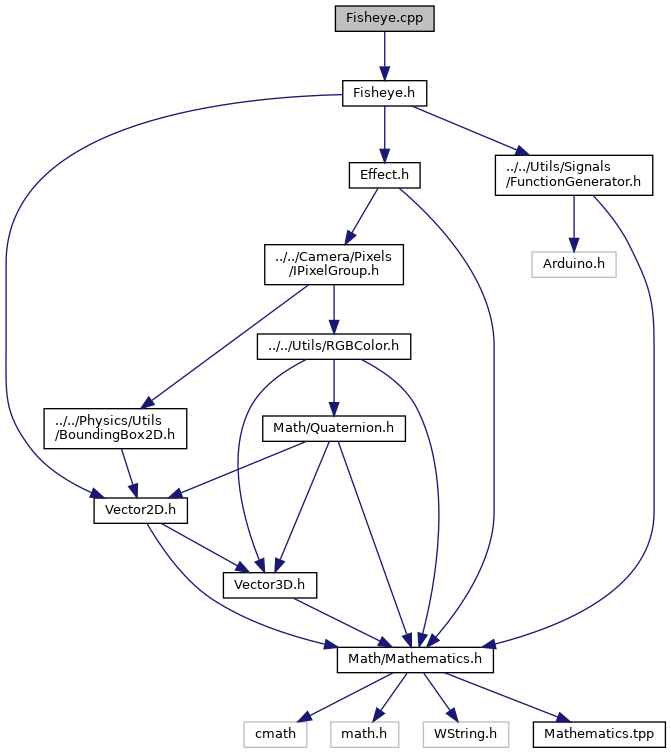 Fisheye.cpp
Fisheye.h
Effect.h
../../Utils/Signals
/FunctionGenerator.h
../../Camera/Pixels
/IPixelGroup.h
Arduino.h
../../Utils/RGBColor.h
../../Physics/Utils
/BoundingBox2D.h
Math/Quaternion.h
Vector2D.h
Vector3D.h
Math/Mathematics.h
cmath
math.h
WString.h
Mathematics.tpp